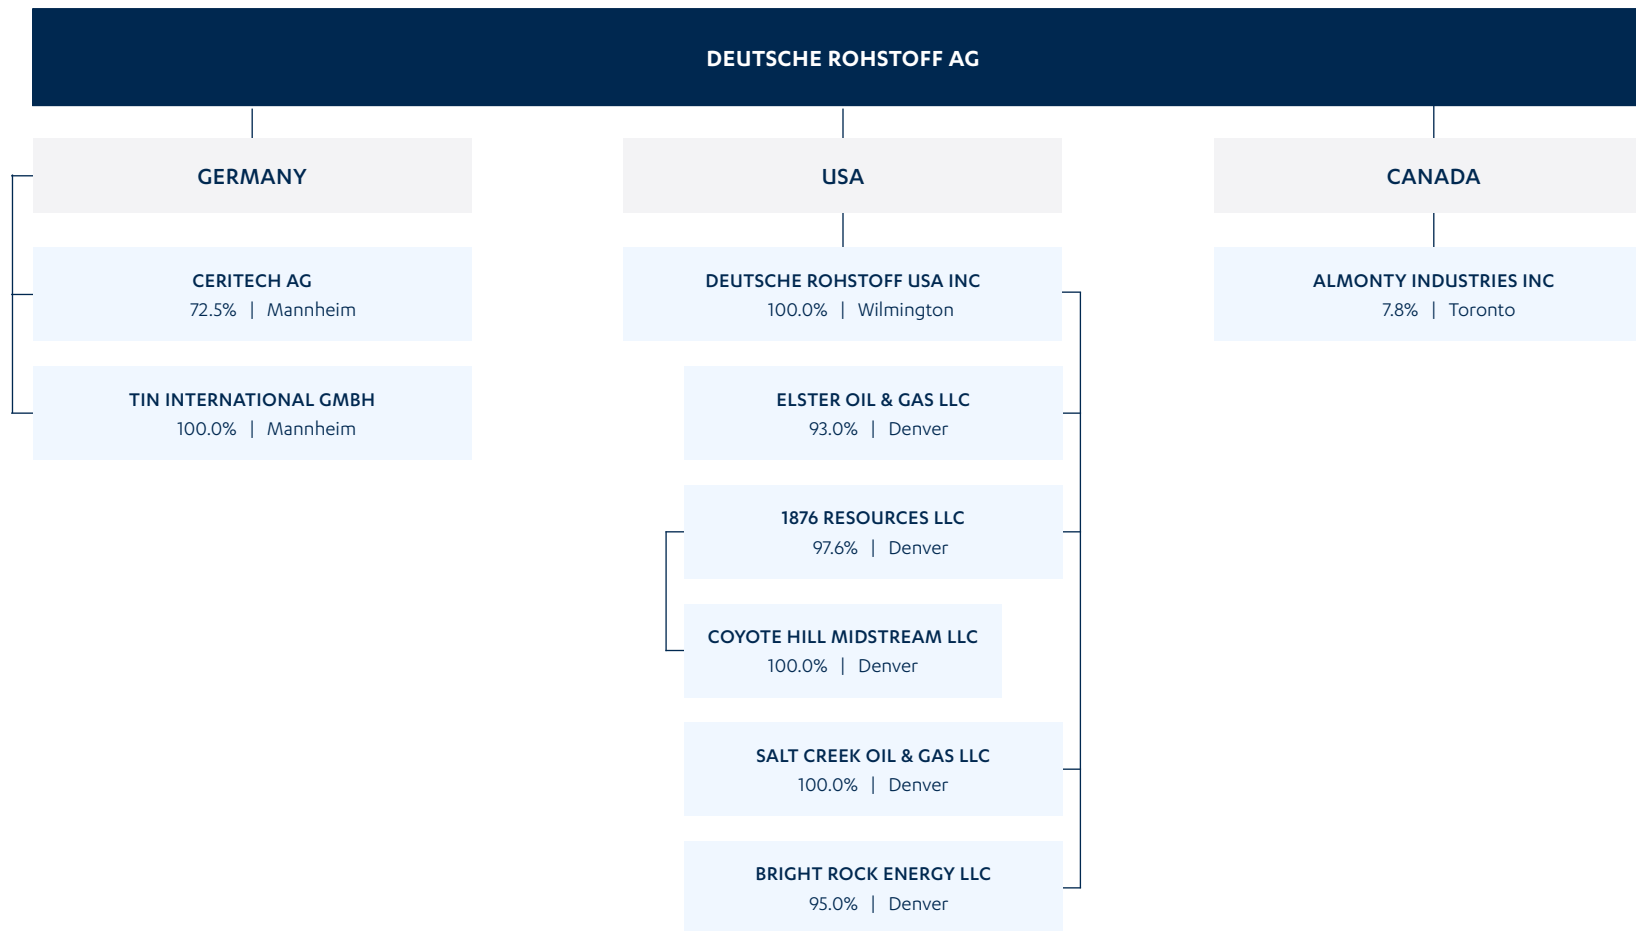 DEUTSCHE ROHSTOFF AG
GERMANY
CERITECH AG
72.5% | Mannheim
TIN INTERNATIONAL GMBH
100.0% | Mannheim
USA
DEUTSCHE ROHSTOFF USA INC
100.0% | Wilmington
ELSTER OIL & GAS LLC
93.0% | Denver
1876 RESOURCES LLC
97.6% | Denver
COYOTE HILL MIDSTREAM LLC
100.0% | Denver
SALT CREEK OIL & GAS LLC
100.0% | Denver
BRIGHT ROCK ENERGY LLC
95.0% | Denver
CANADA
ALMONTY INDUSTRIES INC
7.8% | Toronto